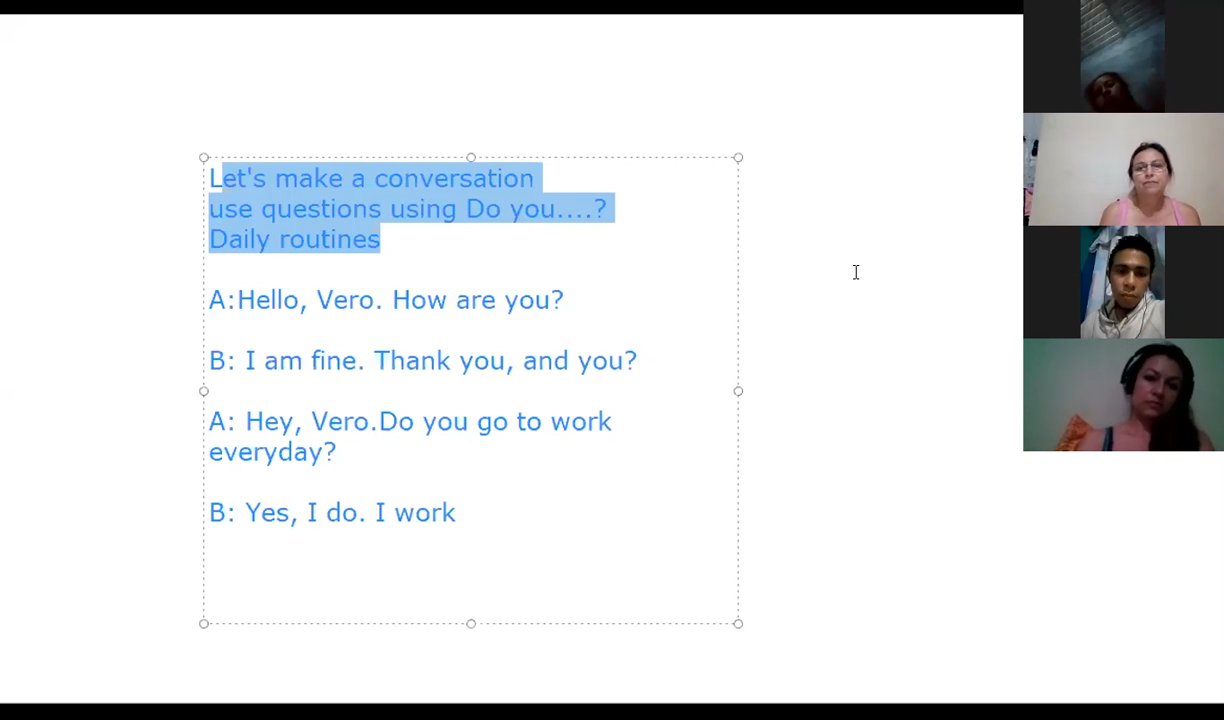 Let's make a conversation
use questions using Do you....?
Daily routines
A:Hello, Vero. How are you?
B: I am fine. Thank you, and you?
A: Hey, Vero.Do you go to work
everyday?
B: Yes, I do. I work